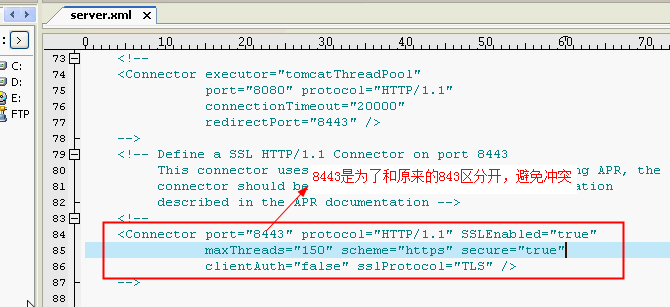 server.xml
0 10 20 30 40 50 60 70
C:
D:
E:
FTP
73 <!--
74 <Connector executor="tomcatThreadPool"
75 port="8080" protocol="HTTP/1.1"
76 connectionTimeout="20000"
77 redirectPort="8443" />
78 -->
79 <!-- Define a SSL HTTP/1.1 Connector on port 8443
80 This connector uses ng APR, the
8443是为了和原来的843区分开，避免冲突
81 connector should be ation
82 described in the APR documentation -->
83 <!--
84 <Connector port="8443" protocol="HTTP/1.1" SSLEnabled="true"
85 maxThreads="150" scheme="https" secure="true"
86 clientAuth="false" sslProtocol="TLS" />
87 -->
88